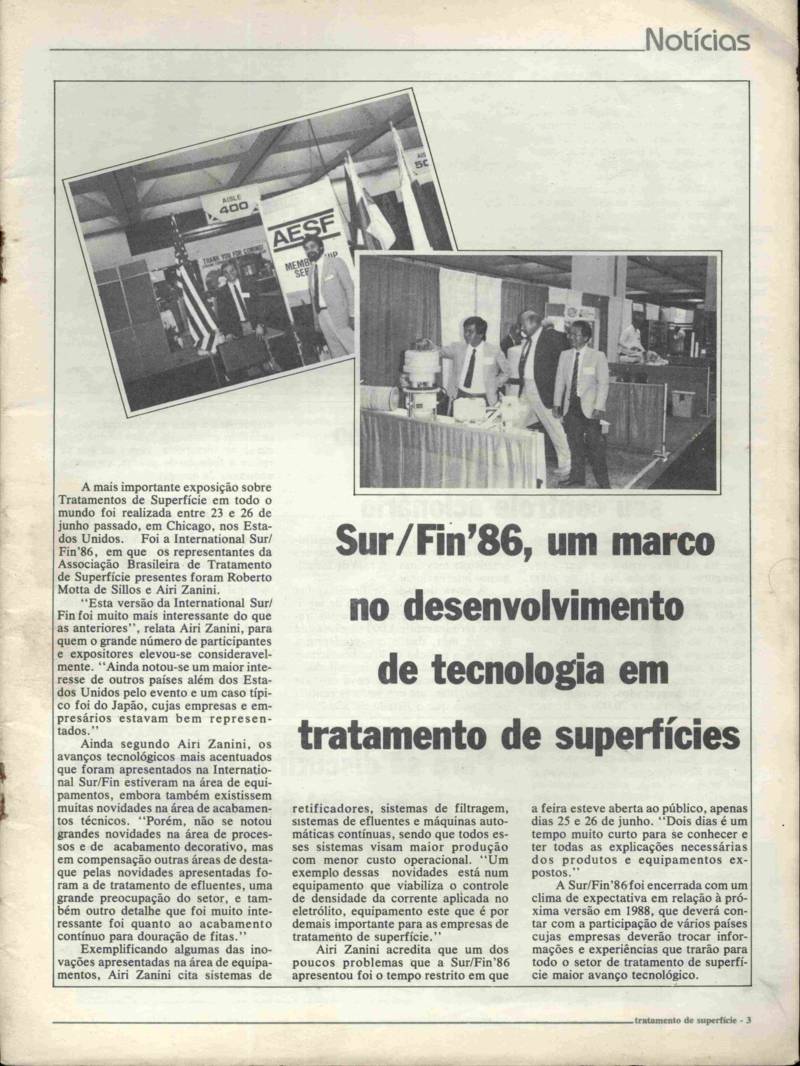 Notícias
AISLE
400
AIS
50
AESF
THANK YOU FOR COMING!
MEMB SHIP
SER
A mais importante exposição sobre
Tratamentos de Superfície em todo o
mundo foi realizada entre 23 e 26 de
junho passado, em Chicago, nos Esta-
dos Unidos. Foi a International Sur/
Fin'86, em que os representantes da
Associação Brasileira de Tratamento
de Superfície presentes foram Roberto
Motta de Sillos e Airi Zanini.
“Esta versão da International Sur/
Fin foi muito mais interessante do que
as anteriores”, relata Airi Zanini, para
quem o grande número de participantes
e expositores elevou-se consideravel-
mente. “Ainda notou-se um maior inte-
resse de outros países além dos Esta-
dos Unidos pelo evento e um caso típi-
co foi do Japão, cujas empresas e em-
presários estavam bem represen-
tados.”
Ainda segundo Airi Zanini, os
avanços tecnológicos mais acentuados
que foram apresentados na Internatio-
nal Sur/Fin estiveram na área de equi-
pamentos, embora também existissem
muitas novidades na área de acabamen-
tos técnicos. “Porém, não se notou
grandes novidades na área de proces-
sos e de acabamento decorativo, mas
em compensação outras áreas de desta-
que pelas novidades apresentadas fo-
ram a de tratamento de efluentes, uma
grande preocupação do setor, e tam-
bém outro detalhe que foi muito inte-
ressante foi quanto ao acabamento
contínuo para douração de fitas.”
Exemplificando algumas das ino-
vações apresentadas na área de equipa-
mentos, Airi Zanini cita sistemas de
Sur/Fin'86, um marco
no desenvolvimento
de tecnologia em
tratamento de superfícies
retificadores, sistemas de filtragem,
sistemas de efluentes e máquinas auto-
máticas contínuas, sendo que todos es-
ses sistemas visam maior produção
com menor custo operacional. “Um
exemplo dessas novidades está num
equipamento que viabiliza o controle
de densidade da corrente aplicada no
eletrólito, equipamento este que é por
demais importante para as empresas de
tratamento de superfície.”
Airi Zanini acredita que um dos
poucos problemas que a Sur/Fin'86
apresentou foi o tempo restrito em que
a feira esteve aberta ao público, apenas
dias 25 e 26 de junho. “Dois dias é um
tempo muito curto para se conhecer e
ter todas as explicações necessárias
dos produtos e equipamentos ex-
postos.”
A Sur/Fin'86 foi encerrada com um
clima de expectativa em relação à pró-
xima versão em 1988, que deverá con-
tar com a participação de vários países
cujas empresas deverão trocar infor-
mações e experiências que trarão para
todo o setor de tratamento de superfí-
cie maior avanço tecnológico.
tratamento de superfície - 3